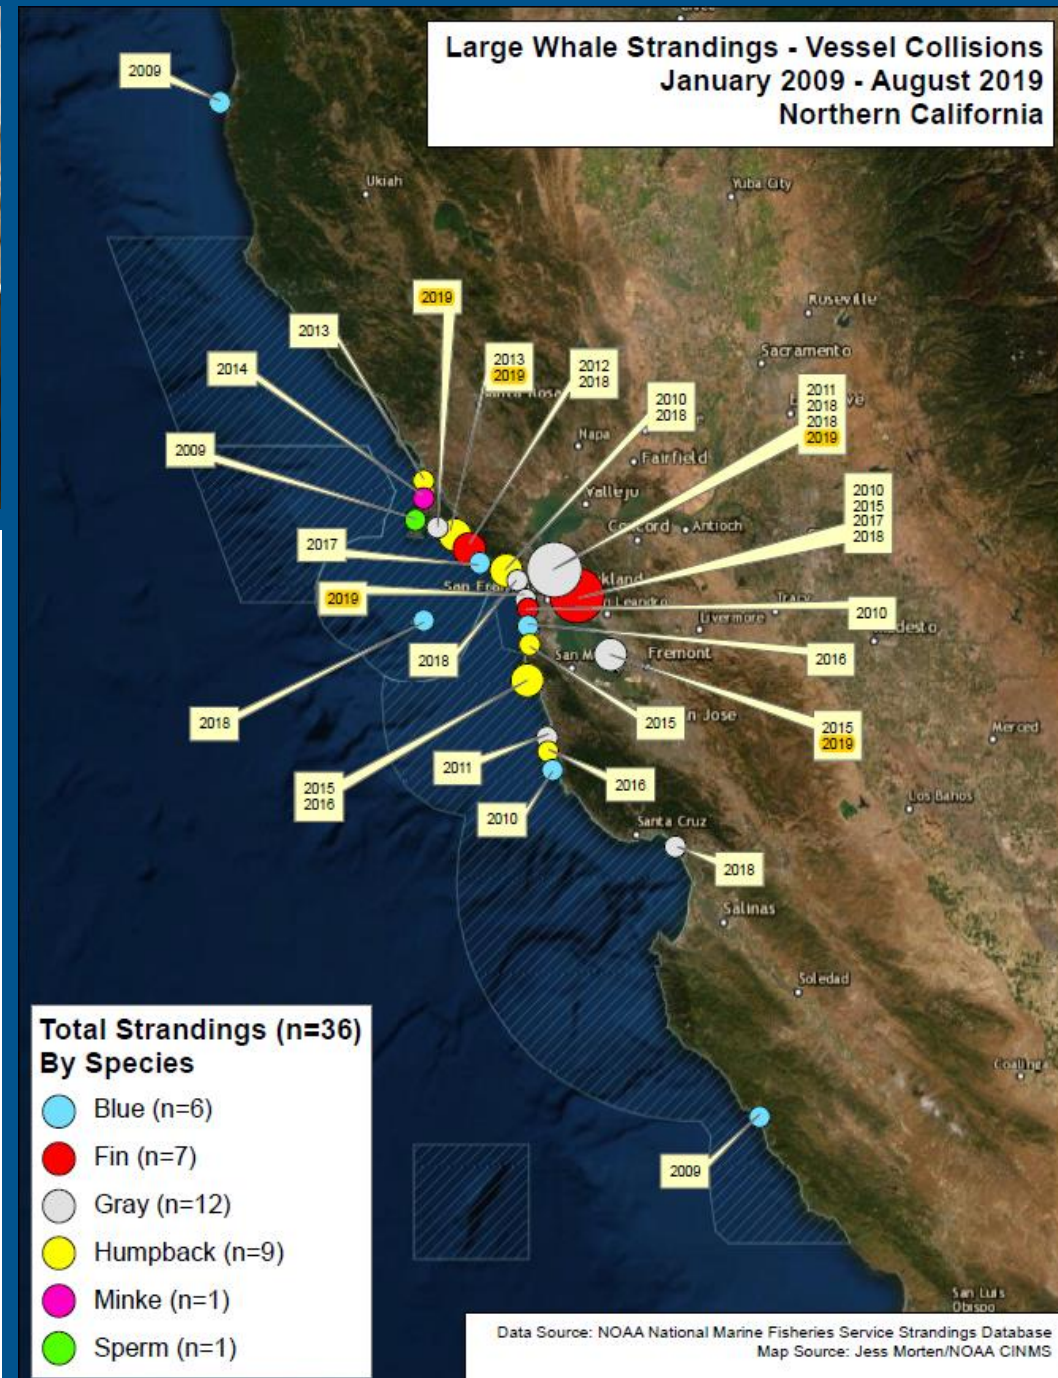 Large Whale Strandings - Vessel Collisions
January 2009 - August 2019
Northern California
2009
Ukiah
Yuba City
Roseville
2019
2013
Sacramento
2013
2019
2012
2018
2014
2011
2018
2018
2019
2010
2018
Napa
Fairfield
2009
Vallejo
2010
2015
2017
2018
Concord
Antioch
2017
2019
Tracy
2010
Livermore
2018
Fremont
2016
2018
2015
2015
2019
Merced
2011
2015
2016
2016
Los Banos
2010
Santa Cruz
2018
Salinas
Soledad
Coalinga
2009
Total Strandings (n=36)
By Species
Blue (n=6)
Fin (n=7)
Gray (n=12)
Humpback (n=9)
Minke (n=1)
Sperm (n=1)
San Luis
Obispo
Data Source: NOAA National Marine Fisheries Service Strandings Database
Map Source: Jess Morten/NOAA CINMS